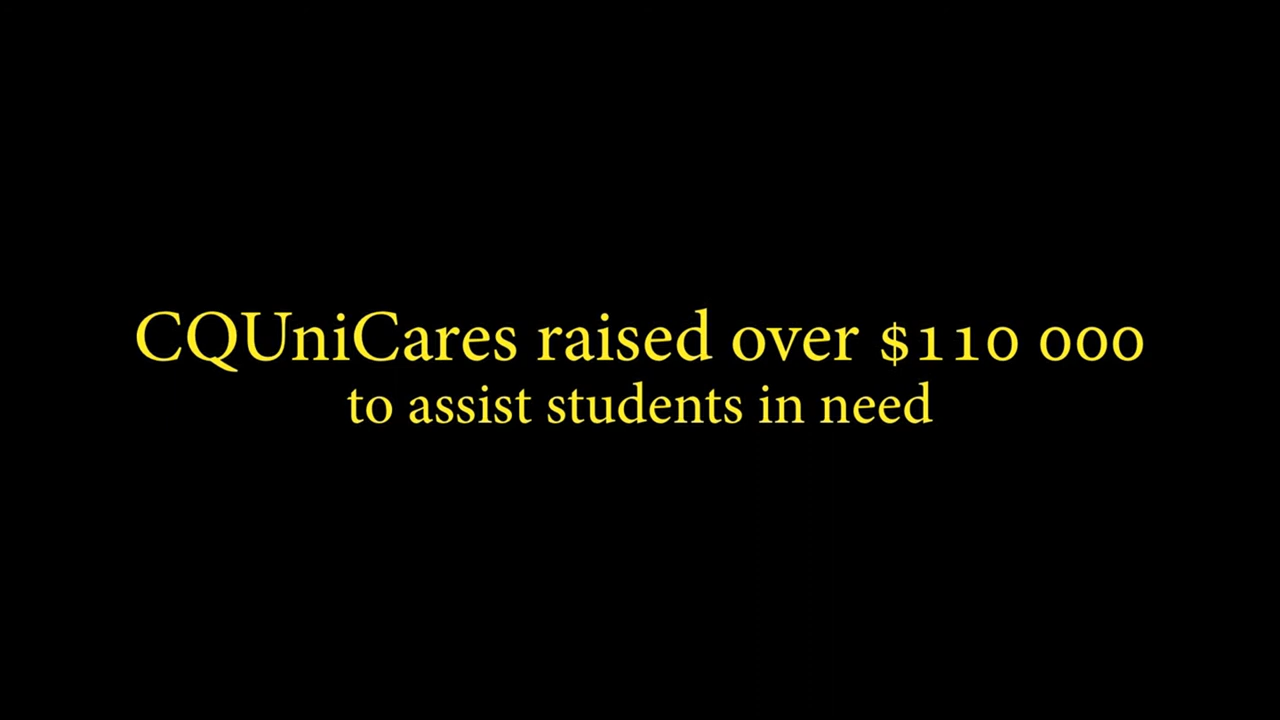 CQUniCares raised over $110 000
to assist students in need